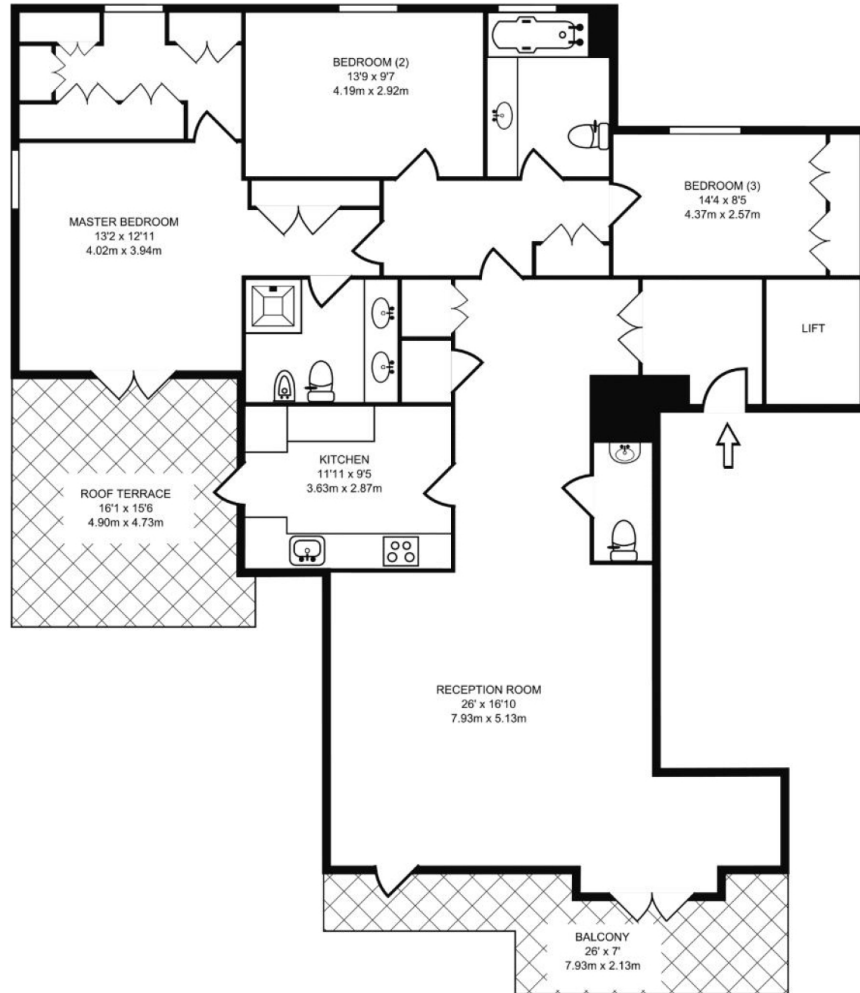 BEDROOM (2)
13'9 x 9'7
4.19m x 2.92m
BEDROOM (3)
14'4 x 8'5
4.37m x 2.57m
MASTER BEDROOM
13'2 x 12'11
4.02m x 3.94m
LIFT
KITCHEN
11'11 x 9'5
3.63m x 2.87m
ROOF TERRACE
16'1 x 15'6
4.90m x 4.73m
RECEPTION ROOM
26' x 16'10
7.93m x 5.13m
BALCONY
26' x 7'
7.93m x 2.13m